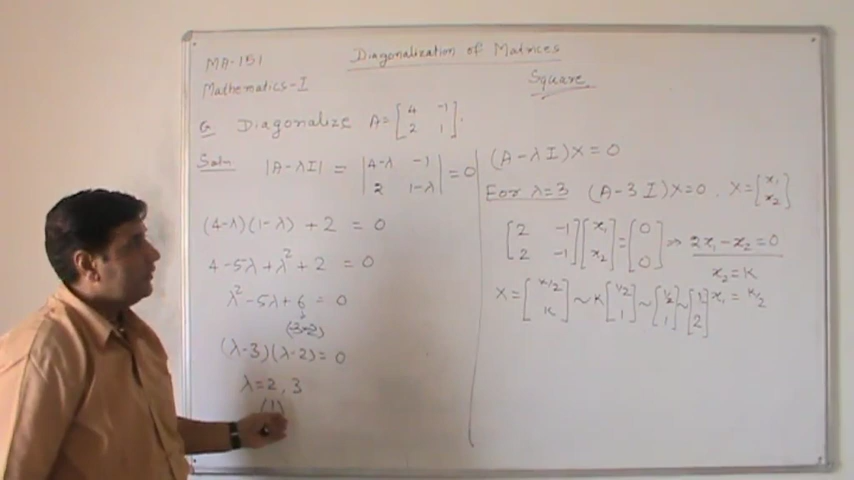 MA-151
Diagonalization of Matrices
Mathematics-I
Square
Q. Diagonalize A = [4 -1; 2 1].
Soln |A-λI| = |4-λ -1; 2 1-λ| = 0
(4-λ)(1-λ) + 2 = 0
4-5λ+λ²+2 = 0
λ²-5λ+6 = 0
(-3-2)
(λ-3)(λ-2) = 0
λ=2, 3
(1)
(A-λI)X = 0
For λ=3 (A-3I)X=0. X=[x₁; x₂]
[2 -1; 2 -1][x₁; x₂]=[0; 0] ⇒ 2x₁-x₂=0
x₂=K
X=[K/2; K] ~ K[1/2; 1] ~ [1/2; 1] ~ [1; 2] x₁ = K/2